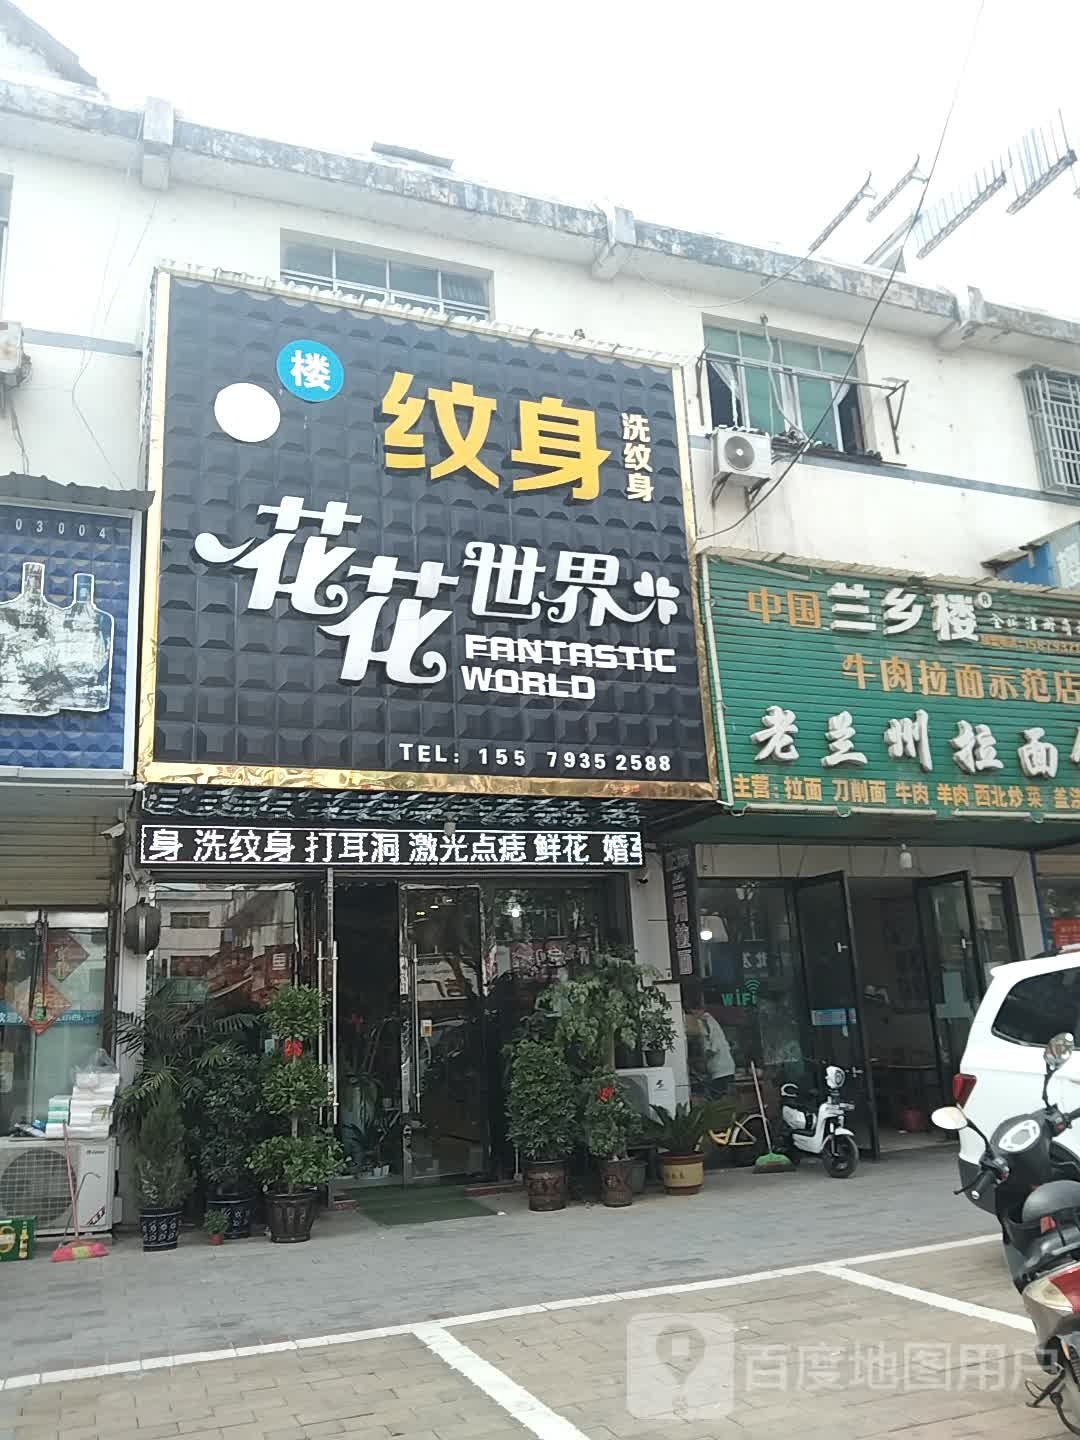 03004
楼
纹身
洗纹身
花花世界
FANTASTIC
WORLD
TEL: 155 7935 2588
身 洗纹身 打耳洞 激光点痣 鲜花 婚
中国兰乡楼®
牛肉拉面示范店
老兰州拉面
主营:拉面 刀削面 牛肉 羊肉 西北炒菜 盖浇
WiFi
百度地图用户